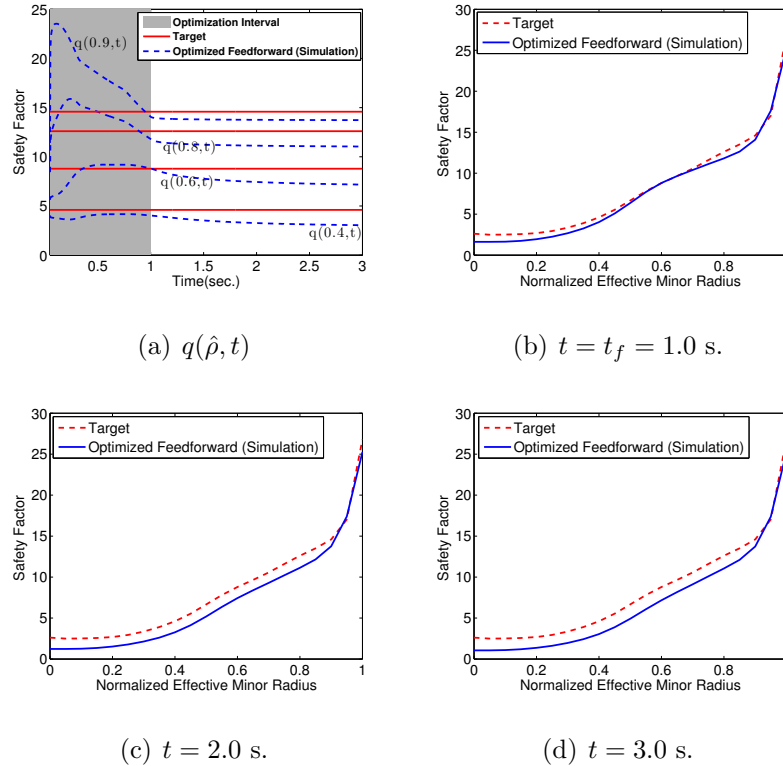 25
20
15
10
5
0
Safety Factor
0.5
1
1.5
2
2.5
3
Time(sec.)
Optimization Interval
Target
Optimized Feedforward (Simulation)
q(0.9,t)
q(0.8,t)
q(0.6,t)
q(0.4,t)
(a) q(ρ̂, t)
30
25
20
15
10
5
0
Safety Factor
0
0.2
0.4
0.6
0.8
Normalized Effective Minor Radius
Target
Optimized Feedforward (Simulation)
(b) t = t_f = 1.0 s.
30
25
20
15
10
5
0
Safety Factor
0
0.2
0.4
0.6
0.8
1
Normalized Effective Minor Radius
Target
Optimized Feedforward (Simulation)
(c) t = 2.0 s.
30
25
20
15
10
5
0
Safety Factor
0
0.2
0.4
0.6
0.8
Normalized Effective Minor Radius
Target
Optimized Feedforward (Simulation)
(d) t = 3.0 s.